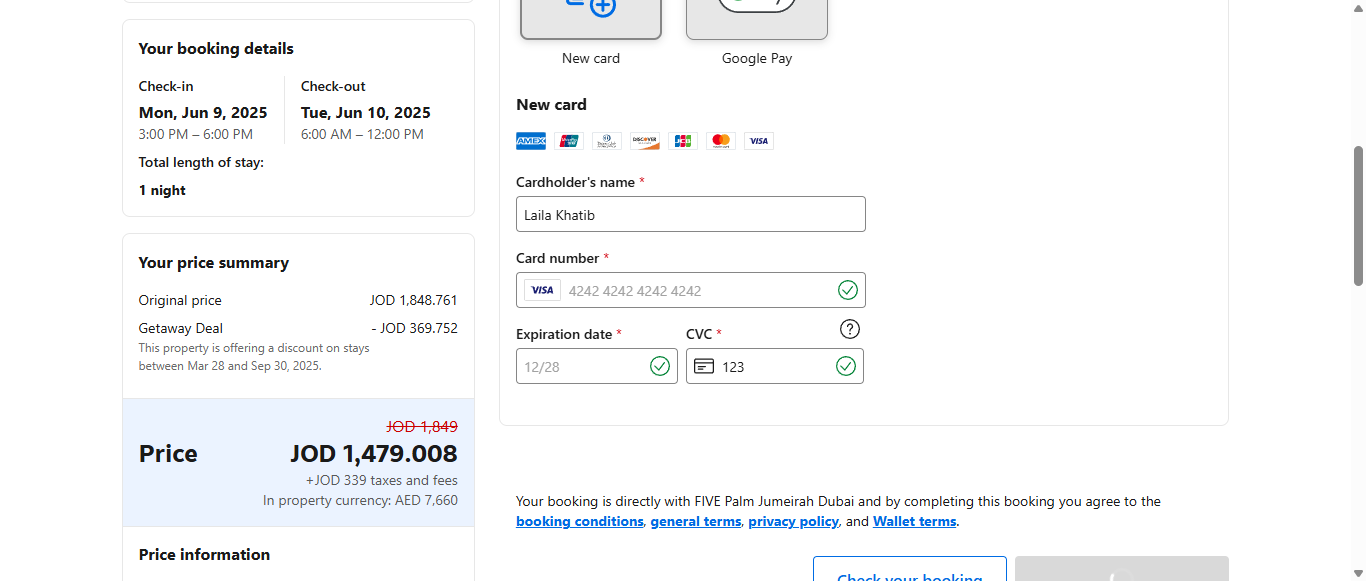 Your booking details
Check-in
Mon, Jun 9, 2025
3:00 PM – 6:00 PM
Check-out
Tue, Jun 10, 2025
6:00 AM – 12:00 PM
Total length of stay:
1 night
Your price summary
Original price JOD 1,848.761
Getaway Deal - JOD 369.752
This property is offering a discount on stays
between Mar 28 and Sep 30, 2025.
JOD 1,849
Price JOD 1,479.008
+JOD 339 taxes and fees
In property currency: AED 7,660
Price information
New card
Google Pay
New card
AMEX
DISCOVER
JCB
VISA
Cardholder's name *
Laila Khatib
Card number *
VISA 4242 4242 4242 4242
Expiration date *
12/28
CVC *
?
123
Your booking is directly with FIVE Palm Jumeirah Dubai and by completing this booking you agree to the
booking conditions, general terms, privacy policy, and Wallet terms.
Check your booking